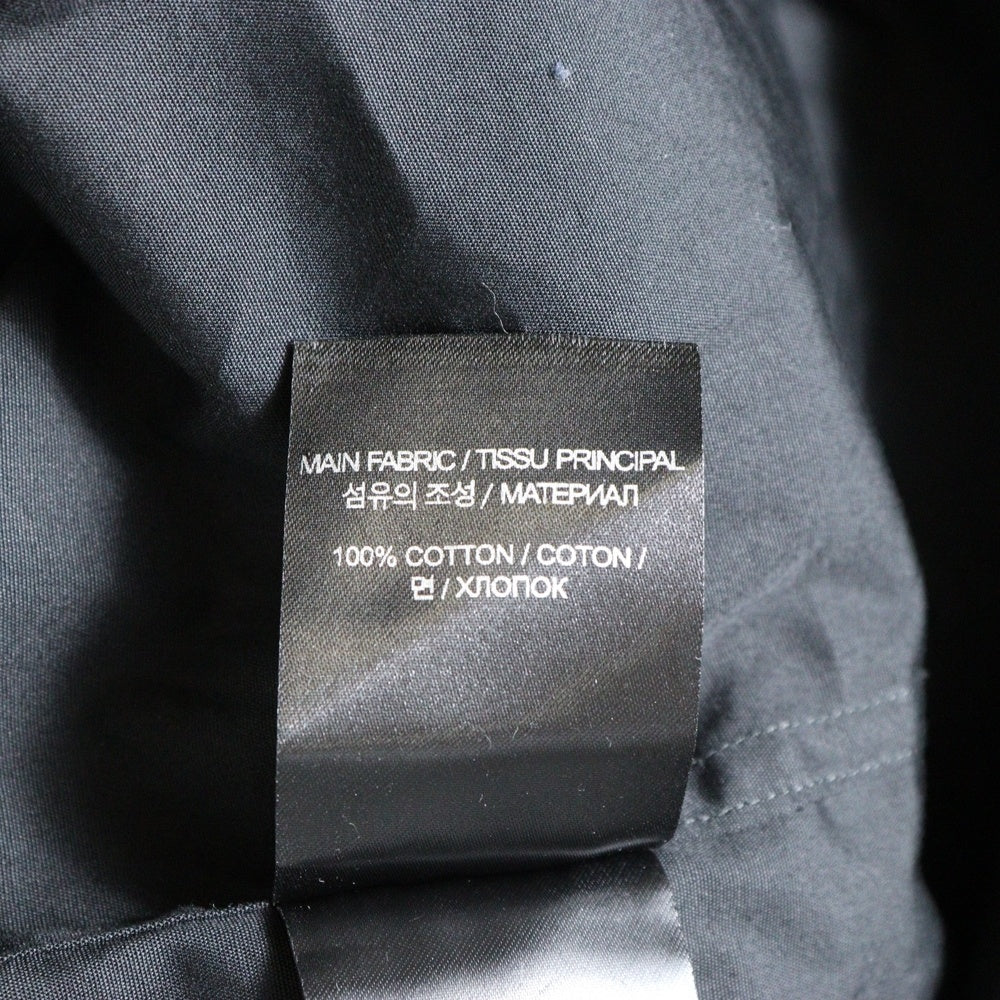 MAIN FABRIC / TISSU PRINCIPAL
섬유의 조성 / МАТЕРИАЛ
100% COTTON / COTON /
면 / ХЛОПОК